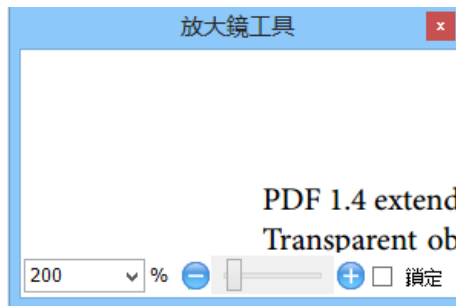 放大鏡工具
x
PDF 1.4 extend
Transparent ob
200 % 鎖定